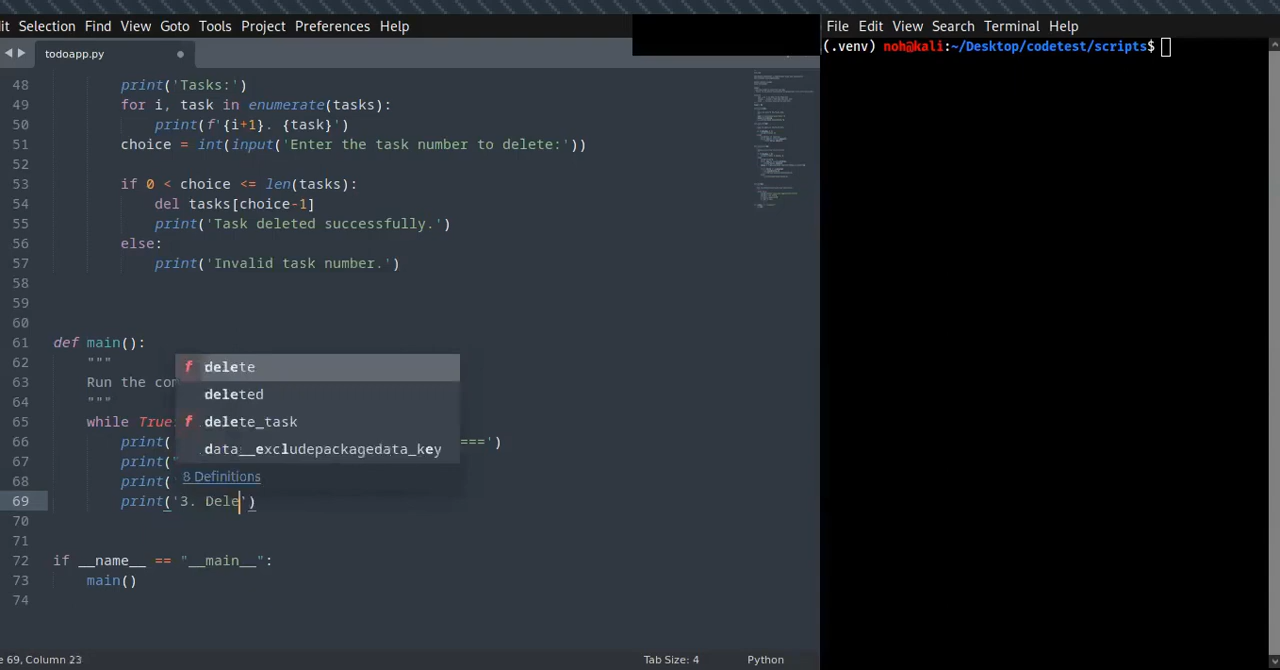 it Selection Find View Goto Tools Project Preferences Help
File Edit View Search Terminal Help
todoapp.py
(.venv) noh@kali:~/Desktop/codetest/scripts$
48 print('Tasks:')
49 for i, task in enumerate(tasks):
50 print(f'{i+1}. {task}')
51 choice = int(input('Enter the task number to delete:'))
52
53 if 0 < choice <= len(tasks):
54 del tasks[choice-1]
55 print('Task deleted successfully.')
56 else:
57 print('Invalid task number.')
58
59
60
61 def main():
62 """
63 Run the com
64 """
65 while True:
66 print( ===')
67 print("
68 print('
69 print('3. Dele')
70
71
72 if __name__ == "__main__":
73 main()
74
f delete
deleted
f delete_task
data__excludepackagedata_key
8 Definitions
e 69, Column 23
Tab Size: 4
Python